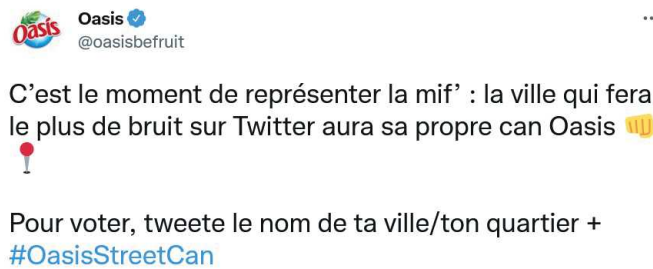 Oasis
Oasis
@oasisbefruit
C’est le moment de représenter la mif’ : la ville qui fera
le plus de bruit sur Twitter aura sa propre can Oasis 👊
📍
Pour voter, tweete le nom de ta ville/ton quartier +
#OasisStreetCan